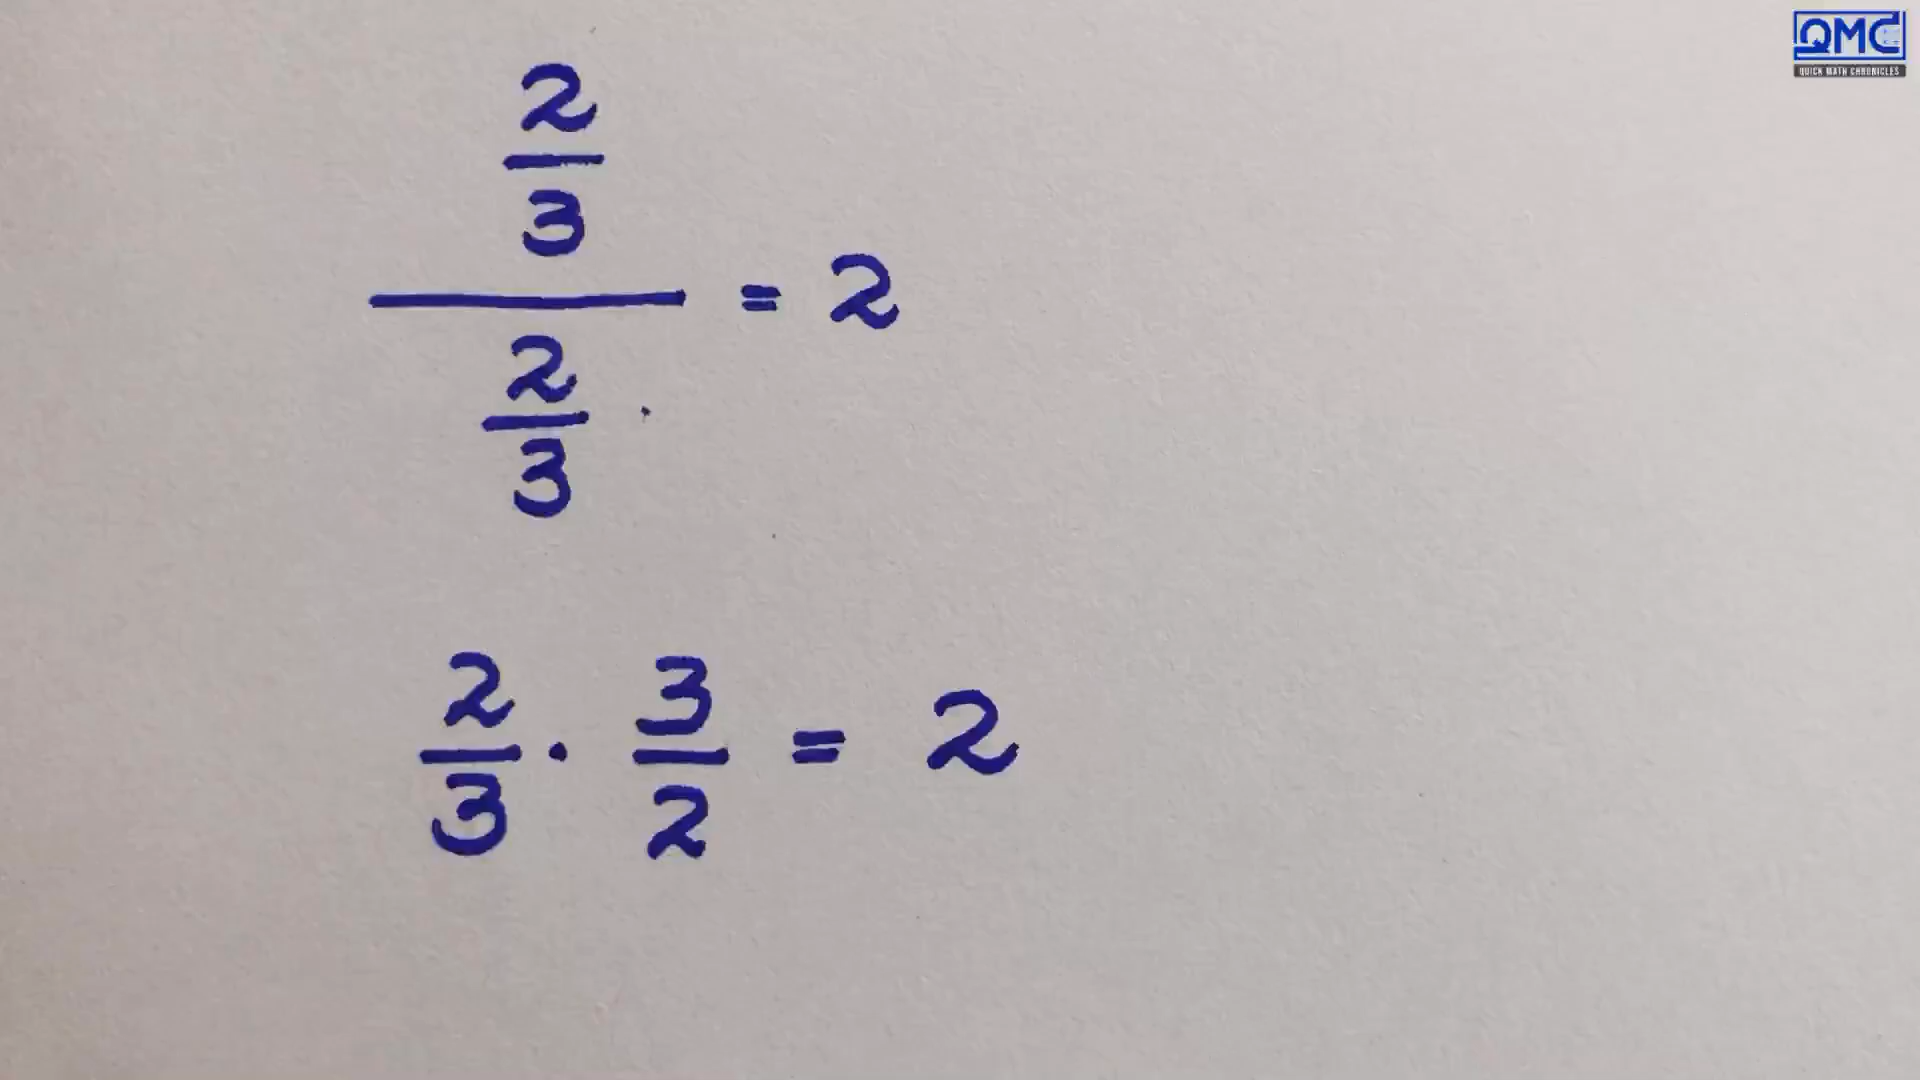 QMC
QUICK MATH CHRONICLES
2/3
/ = 2
2/3 .
2/3 · 3/2 = 2